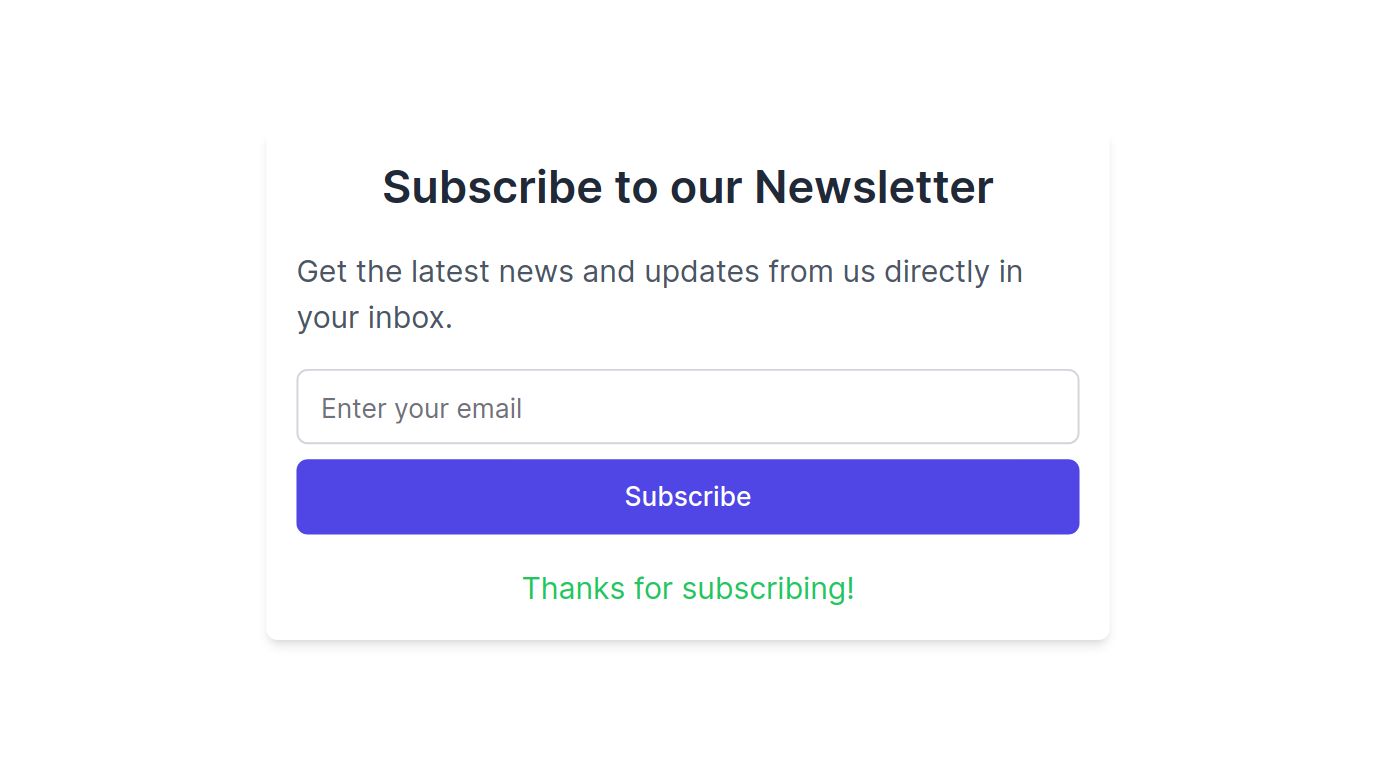 Subscribe to our Newsletter
Get the latest news and updates from us directly in
your inbox.
Enter your email
Subscribe
Thanks for subscribing!